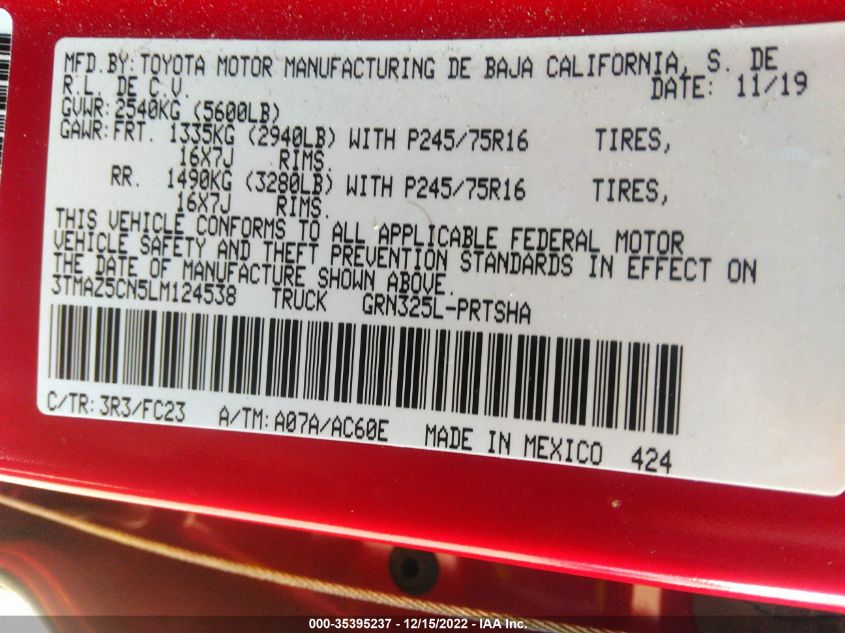 MFD.BY:TOYOTA MOTOR MANUFACTURING DE BAJA CALIFORNIA, S. DE
R.L. DE C.V. DATE: 11/19
GVWR:2540KG (5600LB)
GAWR:FRT. 1335KG (2940LB) WITH P245/75R16 TIRES,
16X7J RIMS.
RR. 1490KG (3280LB) WITH P245/75R16 TIRES,
16X7J RIMS.
THIS VEHICLE CONFORMS TO ALL APPLICABLE FEDERAL MOTOR
VEHICLE SAFETY AND THEFT PREVENTION STANDARDS IN EFFECT ON
THE DATE OF MANUFACTURE SHOWN ABOVE.
3TMAZ5CN5LM124538 TRUCK GRN325L-PRTSHA
C/TR:3R3/FC23 A/TM:A07A/AC60E MADE IN MEXICO 424
000-35395237 - 12/15/2022 - IAA Inc.